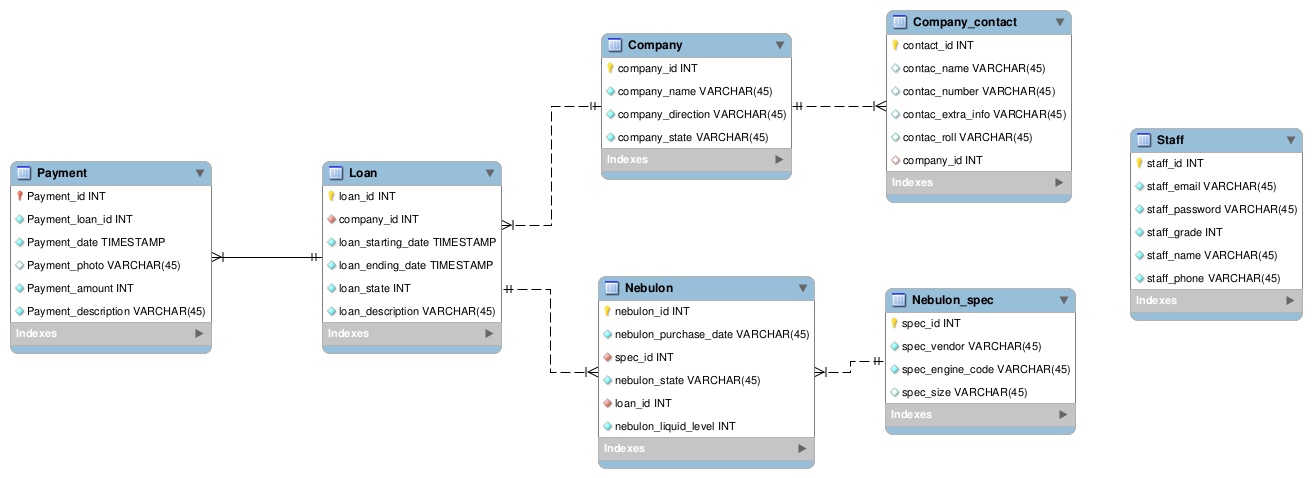 Payment
Payment_id INT
Payment_loan_id INT
Payment_date TIMESTAMP
Payment_photo VARCHAR(45)
Payment_amount INT
Payment_description VARCHAR(45)
Indexes
Loan
loan_id INT
company_id INT
loan_starting_date TIMESTAMP
loan_ending_date TIMESTAMP
loan_state INT
loan_description VARCHAR(45)
Indexes
Company
company_id INT
company_name VARCHAR(45)
company_direction VARCHAR(45)
company_state VARCHAR(45)
Indexes
Company_contact
contact_id INT
contac_name VARCHAR(45)
contac_number VARCHAR(45)
contac_extra_info VARCHAR(45)
contac_roll VARCHAR(45)
company_id INT
Indexes
Nebulon
nebulon_id INT
nebulon_purchase_date VARCHAR(45)
spec_id INT
nebulon_state VARCHAR(45)
loan_id INT
nebulon_liquid_level INT
Indexes
Nebulon_spec
spec_id INT
spec_vendor VARCHAR(45)
spec_engine_code VARCHAR(45)
spec_size VARCHAR(45)
Indexes
Staff
staff_id INT
staff_email VARCHAR(45)
staff_password VARCHAR(45)
staff_grade INT
staff_name VARCHAR(45)
staff_phone VARCHAR(45)
Indexes